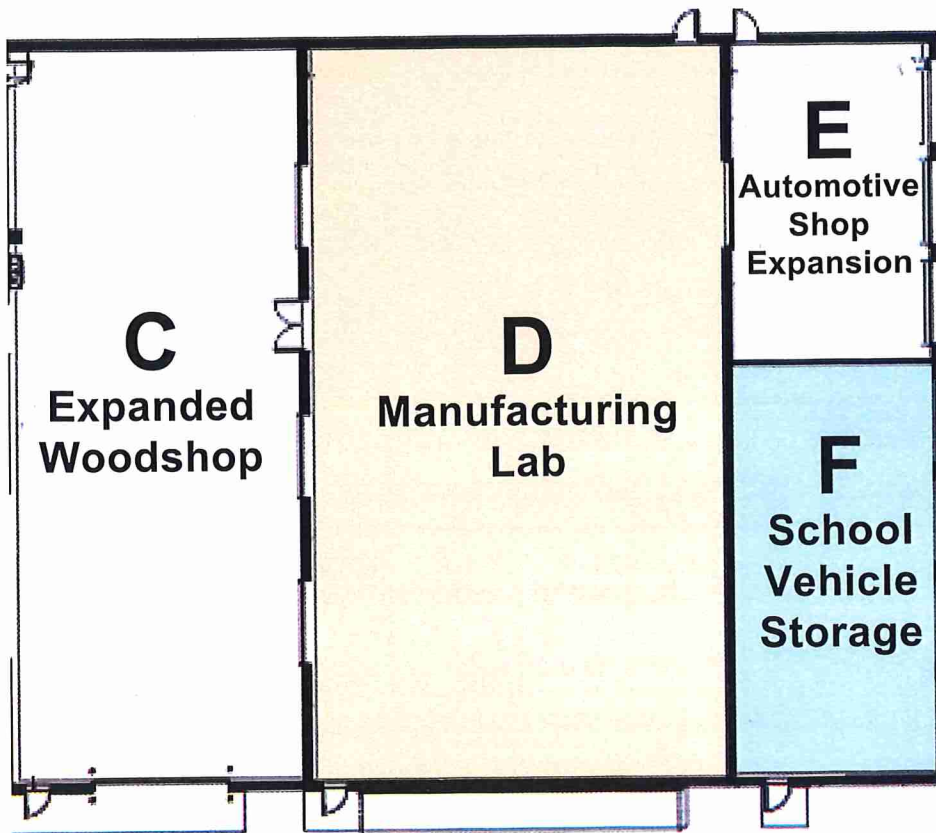 C
Expanded
Woodshop
D
Manufacturing
Lab
E
Automotive
Shop
Expansion
F
School
Vehicle
Storage